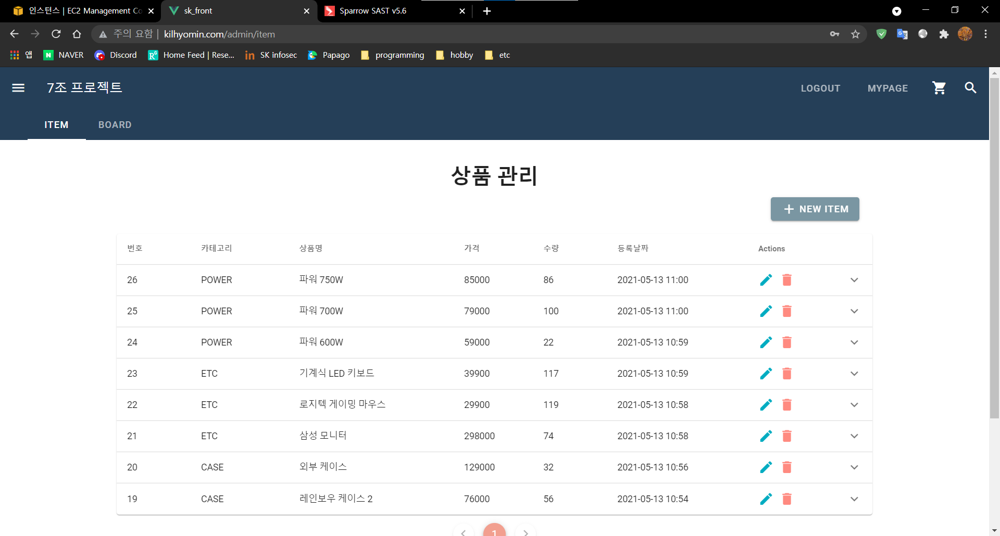 인스턴스 | EC2 Management Co
sk_front
Sparrow SAST v5.6
주의 요함 | kilhyomin.com/admin/item
앱 NAVER Discord Home Feed | Rese... SK infosec Papago programming hobby etc
7조 프로젝트 LOGOUT MYPAGE
ITEM BOARD
상품 관리
+ NEW ITEM
번호 카테고리 상품명 가격 수량 등록날짜 Actions
26 POWER 파워 750W 85000 86 2021-05-13 11:00
25 POWER 파워 700W 79000 100 2021-05-13 11:00
24 POWER 파워 600W 59000 22 2021-05-13 10:59
23 ETC 기계식 LED 키보드 39900 117 2021-05-13 10:59
22 ETC 로지텍 게이밍 마우스 29900 119 2021-05-13 10:58
21 ETC 삼성 모니터 298000 74 2021-05-13 10:58
20 CASE 외부 케이스 129000 32 2021-05-13 10:56
19 CASE 레인보우 케이스 2 76000 56 2021-05-13 10:54
1